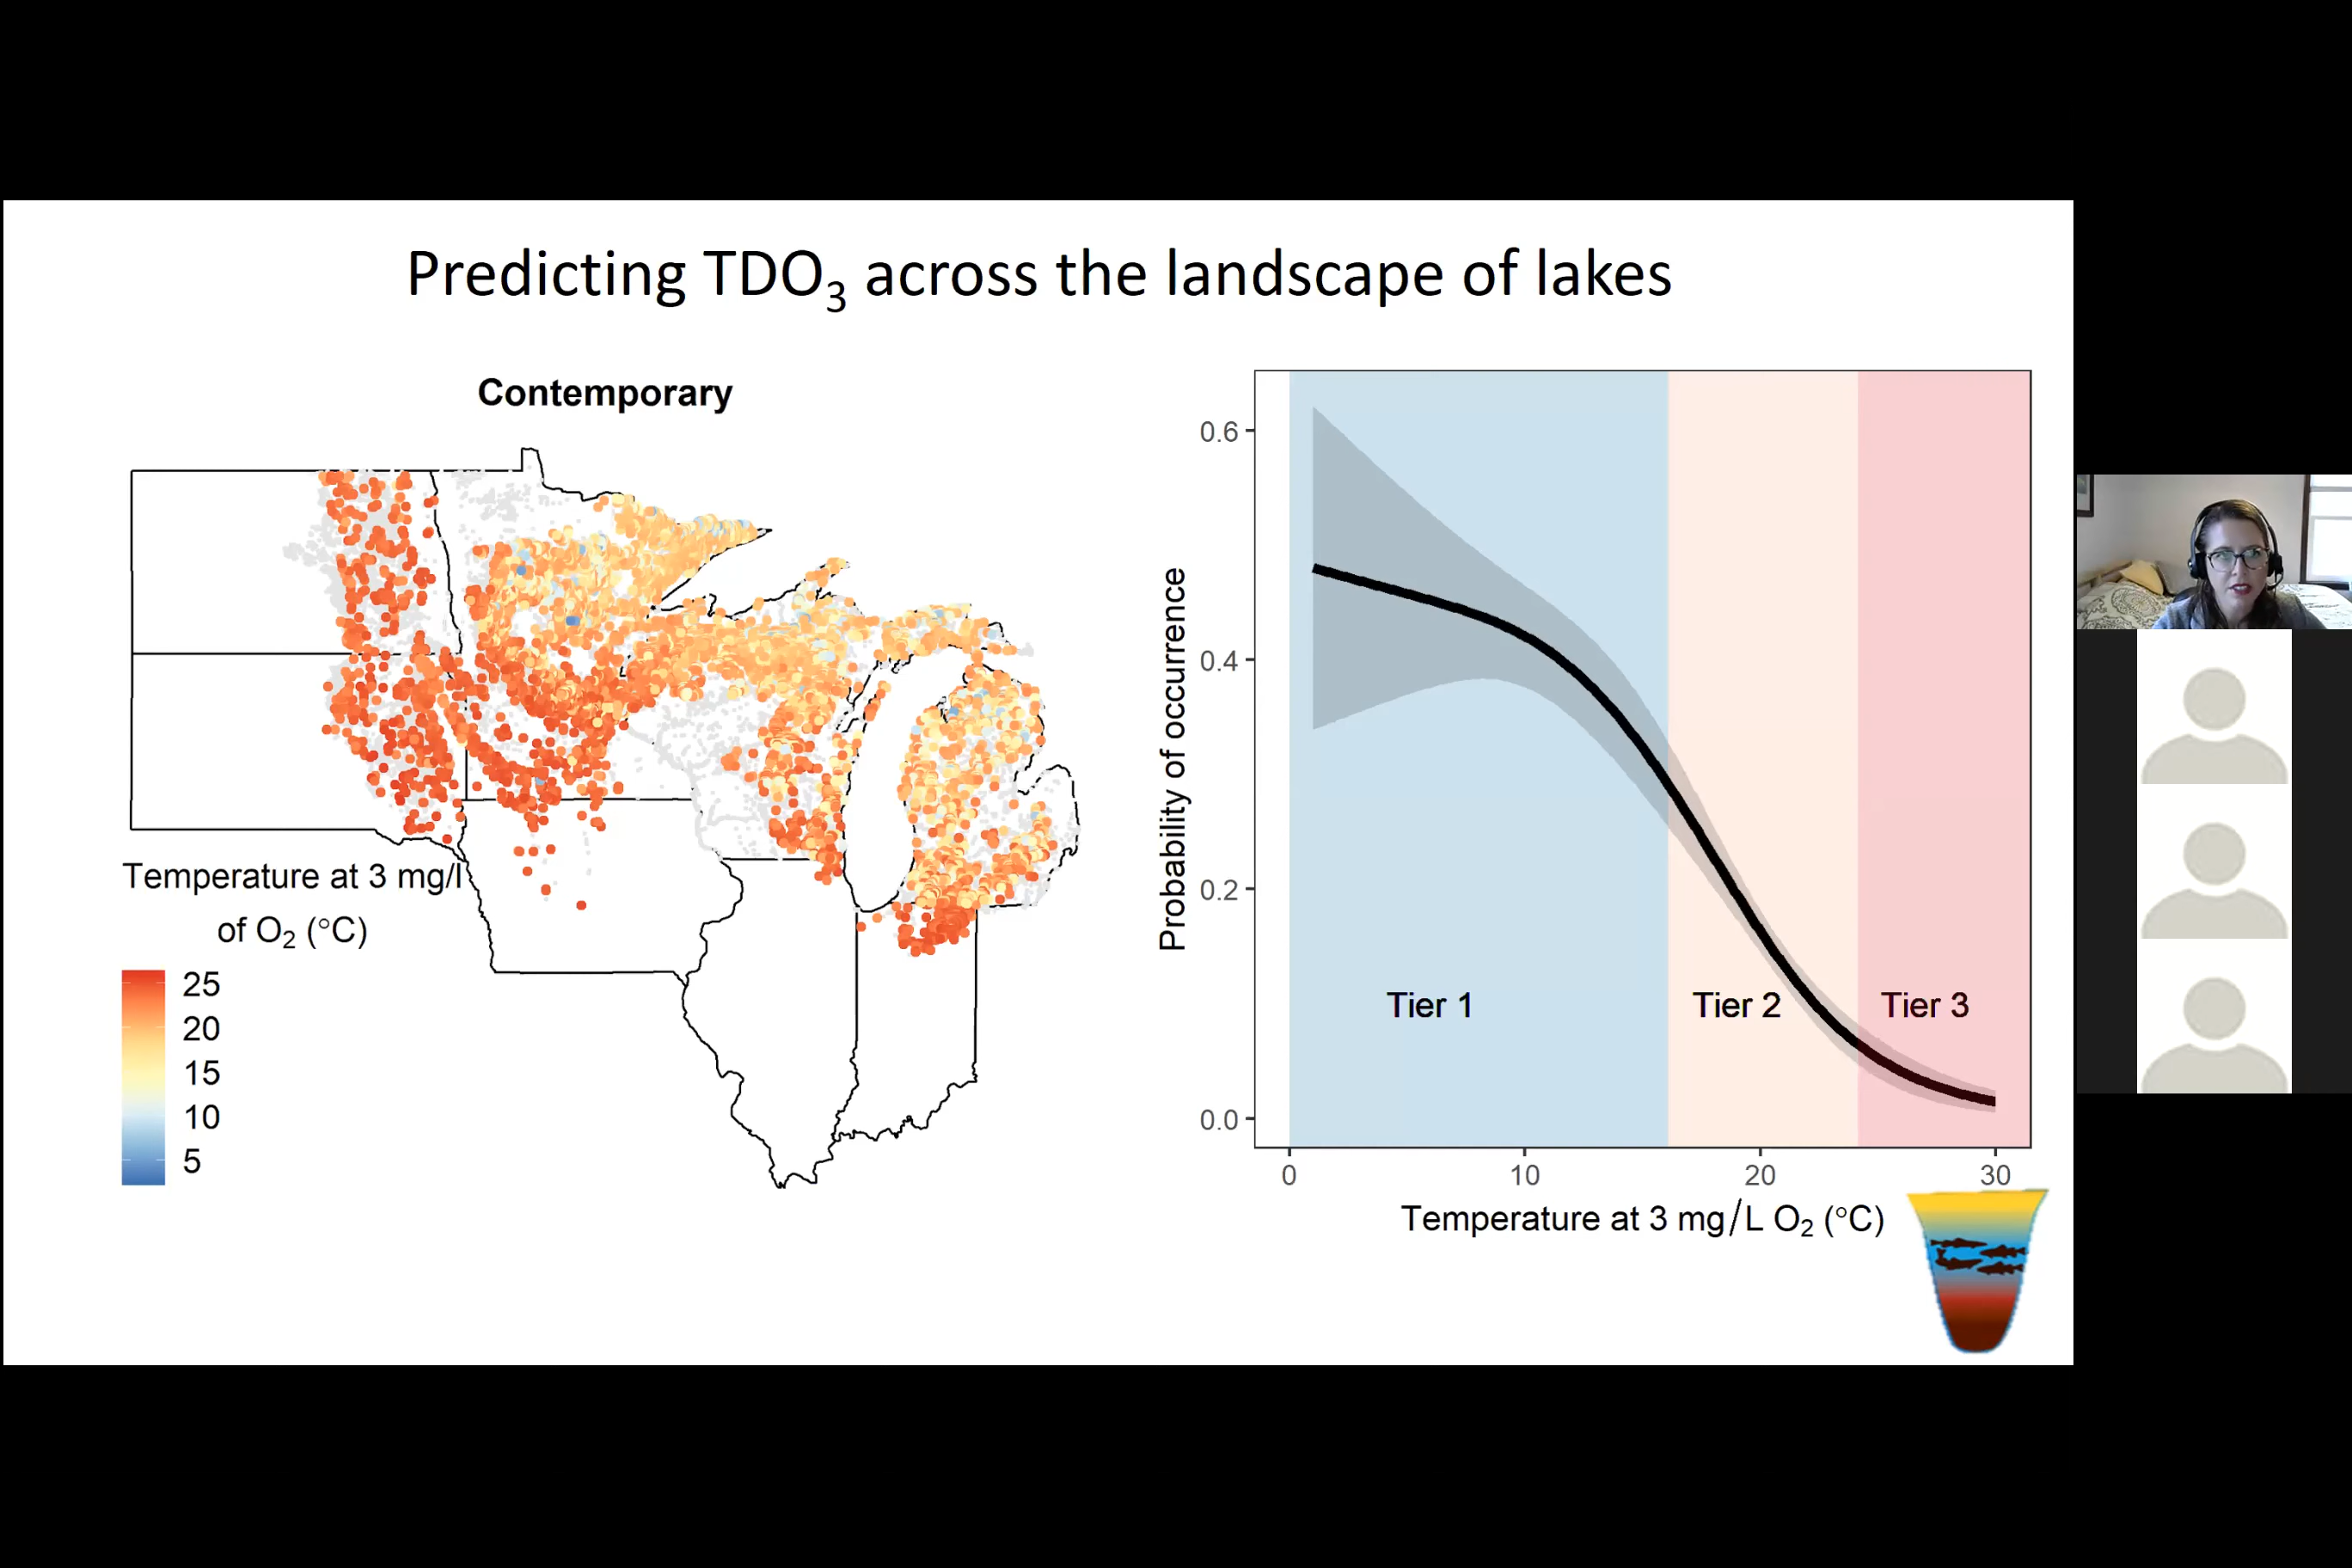 Predicting TDO₃ across the landscape of lakes
Contemporary
Temperature at 3 mg/l
of O₂ (°C)
25
20
15
10
5
Probability of occurrence
0.6
0.4
0.2
0.0
Tier 1
Tier 2
Tier 3
0
10
20
30
Temperature at 3 mg/L O₂ (°C)